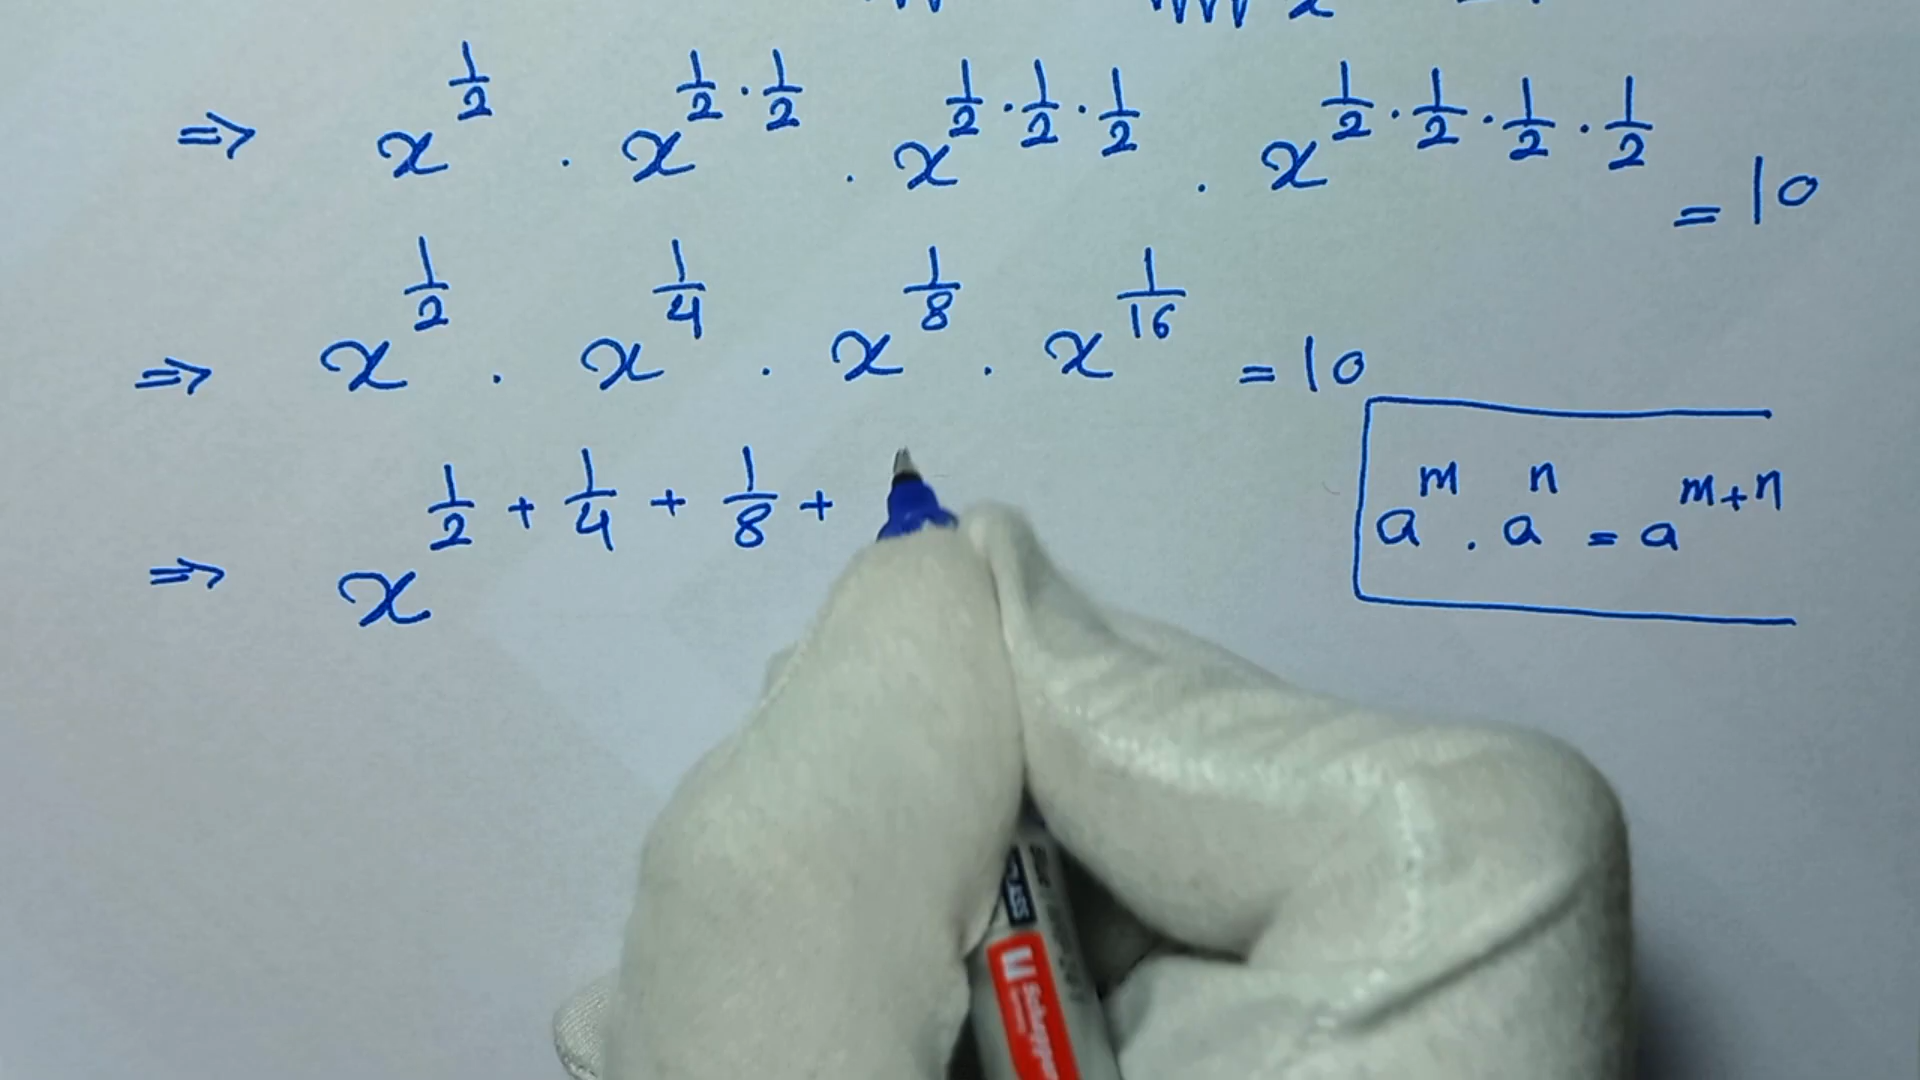 ⇒ x^(1/2) . x^(1/2 · 1/2) . x^(1/2 · 1/2 · 1/2) . x^(1/2 · 1/2 · 1/2 · 1/2) = 10
⇒ x^(1/2) . x^(1/4) . x^(1/8) . x^(1/16) = 10
a^m . a^n = a^(m+n)
⇒ x^(1/2 + 1/4 + 1/8 +